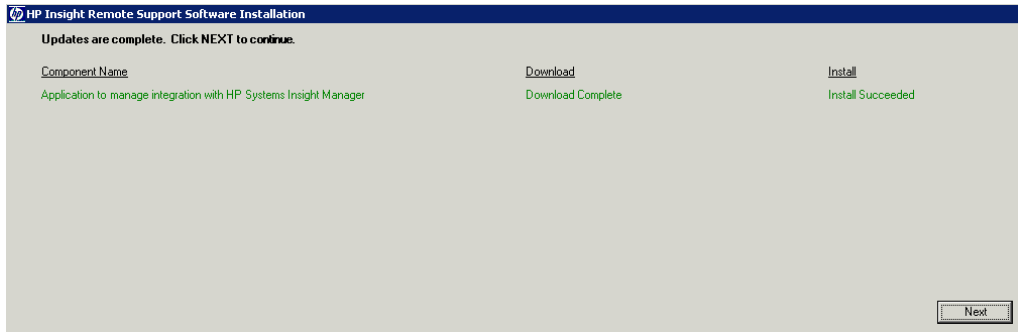 HP Insight Remote Support Software Installation
Updates are complete. Click NEXT to continue.
Component Name Download Install
Application to manage integration with HP Systems Insight Manager Download Complete Install Succeeded
Next